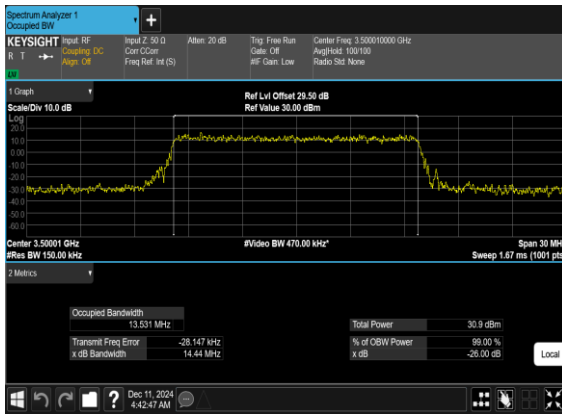 Spectrum Analyzer 1
Occupied BW
KEYSIGHT
R T
LXI
Input: RF
Coupling: DC
Align: Off
Input Z: 50 Ω
Corr CCorr
Freq Ref: Int (S)
Atten: 20 dB
Trig: Free Run
Gate: Off
#IF Gain: Low
Center Freq: 3.500010000 GHz
Avg|Hold: 100/100
Radio Std: None
1 Graph
Scale/Div 10.0 dB
Ref Lvl Offset 29.50 dB
Ref Value 30.00 dBm
Log
20.0
10.0
0.00
-10.0
-20.0
-30.0
-40.0
-50.0
-60.0
Center 3.50001 GHz
#Res BW 150.00 kHz
#Video BW 470.00 kHz*
Span 30 MH
Sweep 1.67 ms (1001 pts
2 Metrics
Occupied Bandwidth
13.531 MHz
Total Power 30.9 dBm
Transmit Freq Error -28.147 kHz
% of OBW Power 99.00 %
x dB Bandwidth 14.44 MHz
x dB -26.00 dB
Local
?
Dec 11, 2024
4:42:47 AM